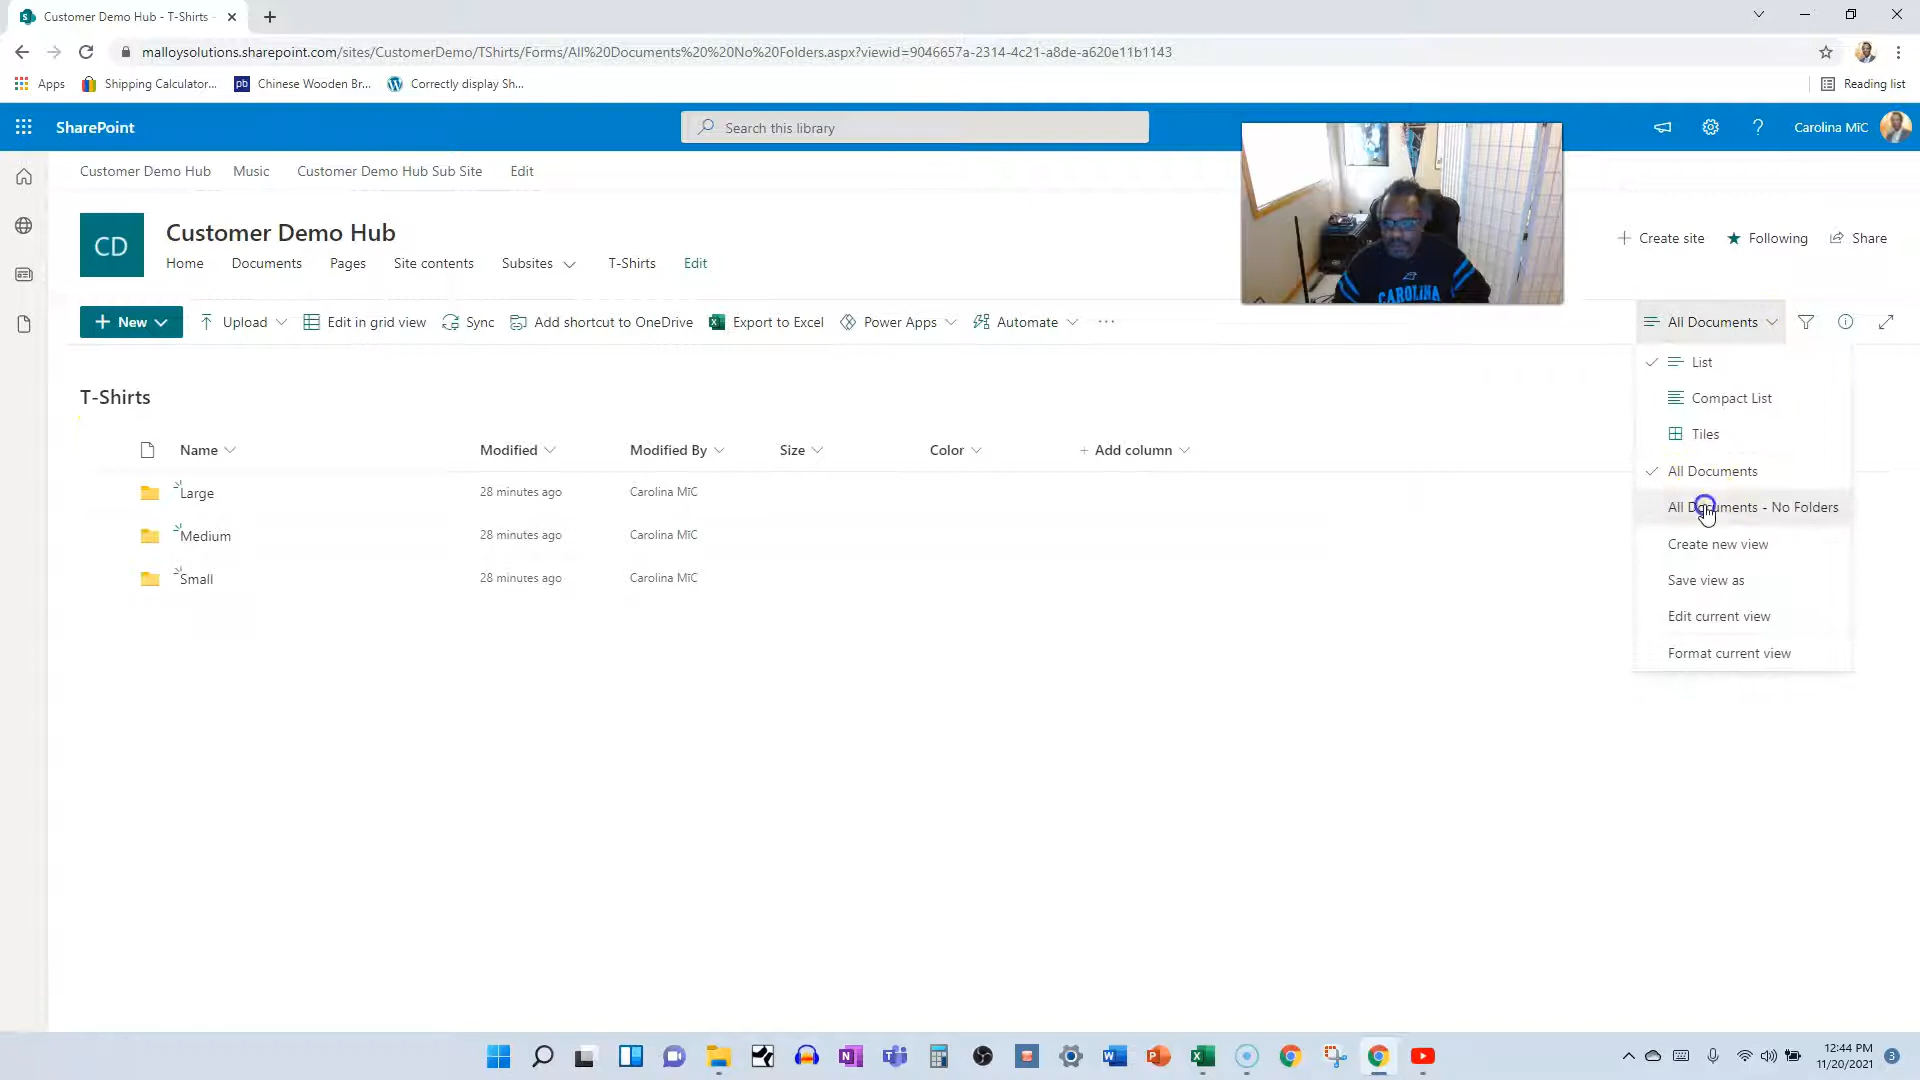 Customer Demo Hub - T-Shirts -
malloysolutions.sharepoint.com/sites/CustomerDemo/TShirts/Forms/All%20Documents%20%20No%20Folders.aspx?viewid=9046657a-2314-4c21-a8de-a620e11b1143
Apps Shipping Calculator... pb Chinese Wooden Br... Correctly display Sh... Reading list
SharePoint Search this library Carolina MiC
Customer Demo Hub Music Customer Demo Hub Sub Site Edit
CD Customer Demo Hub
Home Documents Pages Site contents Subsites T-Shirts Edit
Create site Following Share
CAROLINA
New Upload Edit in grid view Sync Add shortcut to OneDrive Export to Excel Power Apps Automate ... All Documents
T-Shirts
Name Modified Modified By Size Color + Add column
Large 28 minutes ago Carolina MiC
Medium 28 minutes ago Carolina MiC
Small 28 minutes ago Carolina MiC
List
Compact List
Tiles
All Documents
All Documents - No Folders
Create new view
Save view as
Edit current view
Format current view
12:44 PM
11/20/2021
3